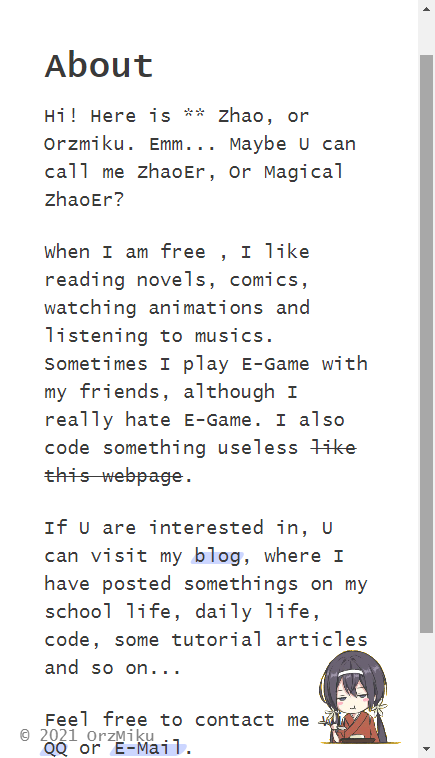 About
Hi! Here is ** Zhao, or
Orzmiku. Emm... Maybe U can
call me ZhaoEr, Or Magical
ZhaoEr?
When I am free , I like
reading novels, comics,
watching animations and
listening to musics.
Sometimes I play E-Game with
my friends, although I
really hate E-Game. I also
code something useless like
this webpage.
If U are interested in, U
can visit my blog, where I
have posted somethings on my
school life, daily life,
code, some tutorial articles
and so on...
Feel free to contact me
© 2021 OrzMiku
QQ or E-Mail.